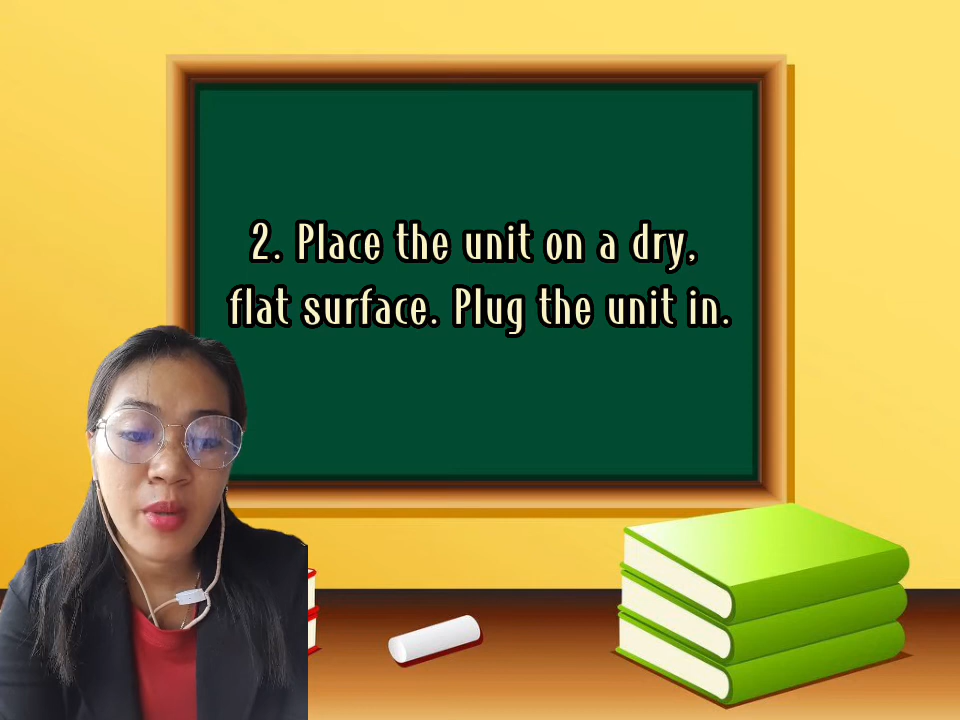 2. Place the unit on a dry,
flat surface. Plug the unit in.